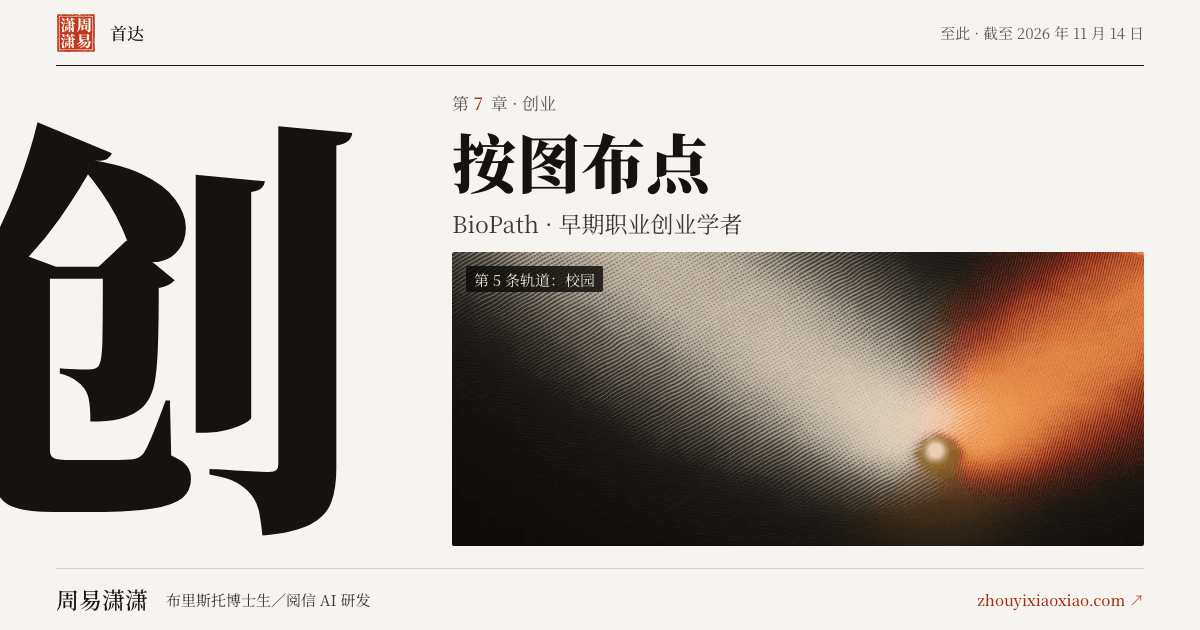 周易潇潇
首达
至此 · 截至 2026 年 11 月 14 日
创
第 7 章 · 创业
按图布点
BioPath · 早期职业创业学者
第 5 条轨道：校园
周易潇潇
布里斯托博士生／阅信 AI 研发
zhouyixiaoxiao.com ↗